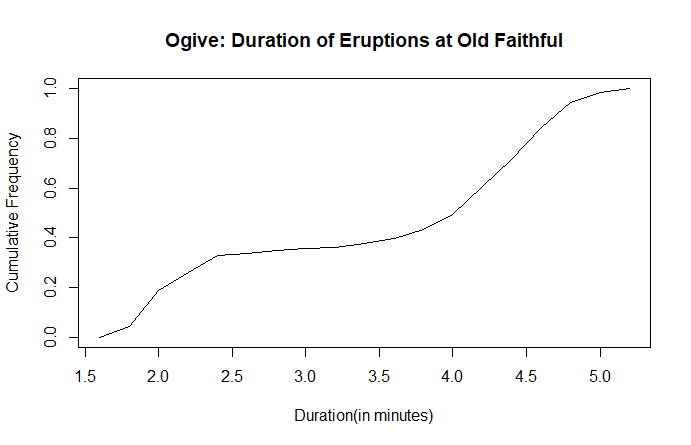 Ogive: Duration of Eruptions at Old Faithful
Cumulative Frequency
1.0
0.8
0.6
0.4
0.2
0.0
1.5 2.0 2.5 3.0 3.5 4.0 4.5 5.0
Duration(in minutes)